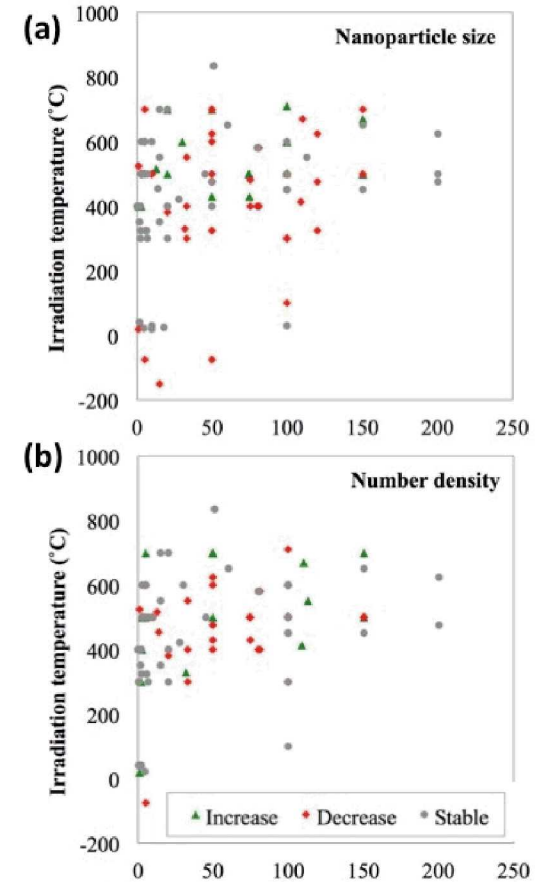 (a)
Nanoparticle size
Irradiation temperature (˚C)
1000
800
600
400
200
0
-200
0 50 100 150 200 250
(b)
Number density
Irradiation temperature (˚C)
1000
800
600
400
200
0
-200
Increase Decrease Stable
0 50 100 150 200 250